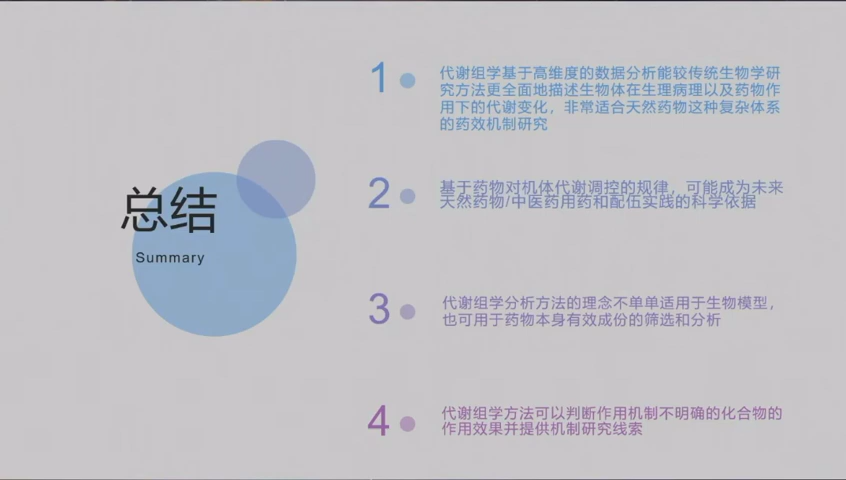 总结
Summary
1
代谢组学基于高维度的数据分析能较传统生物学研
究方法更全面地描述生物体在生理病理以及药物作
用下的代谢变化，非常适合天然药物这种复杂体系
的药效机制研究
2
基于药物对机体代谢调控的规律，可能成为未来
天然药物/中医药用药和配伍实践的科学依据
3
代谢组学分析方法的理念不单单适用于生物模型，
也可用于药物本身有效成份的筛选和分析
4
代谢组学方法可以判断作用机制不明确的化合物的
作用效果并提供机制研究线索